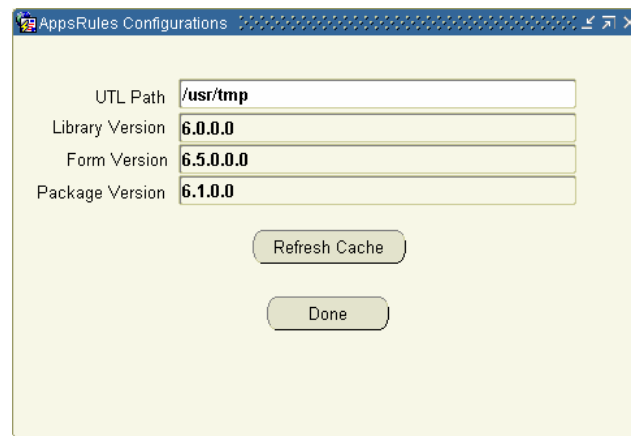 AppsRules Configurations
UTL Path /usr/tmp
Library Version 6.0.0.0
Form Version 6.5.0.0.0
Package Version 6.1.0.0
Refresh Cache
Done